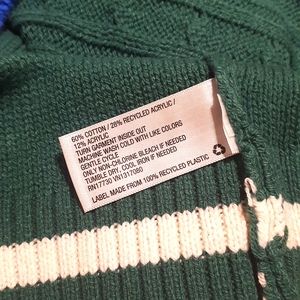 60% COTTON / 28% RECYCLED ACRYLIC /
12% ACRYLIC
TURN GARMENT INSIDE OUT
MACHINE WASH COLD WITH LIKE COLORS
GENTLE CYCLE
ONLY NON-CHLORINE BLEACH IF NEEDED
TUMBLE DRY. COOL IRON IF NEEDED
RN17730 VN1317080
LABEL MADE FROM 100% RECYCLED PLASTIC